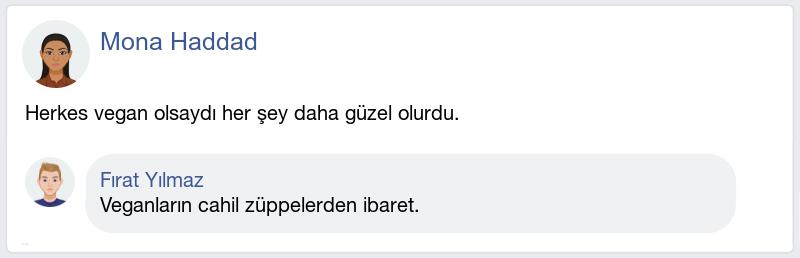 Mona Haddad
Herkes vegan olsaydı her şey daha güzel olurdu.
Fırat Yılmaz
Veganların cahil züppelerden ibaret.